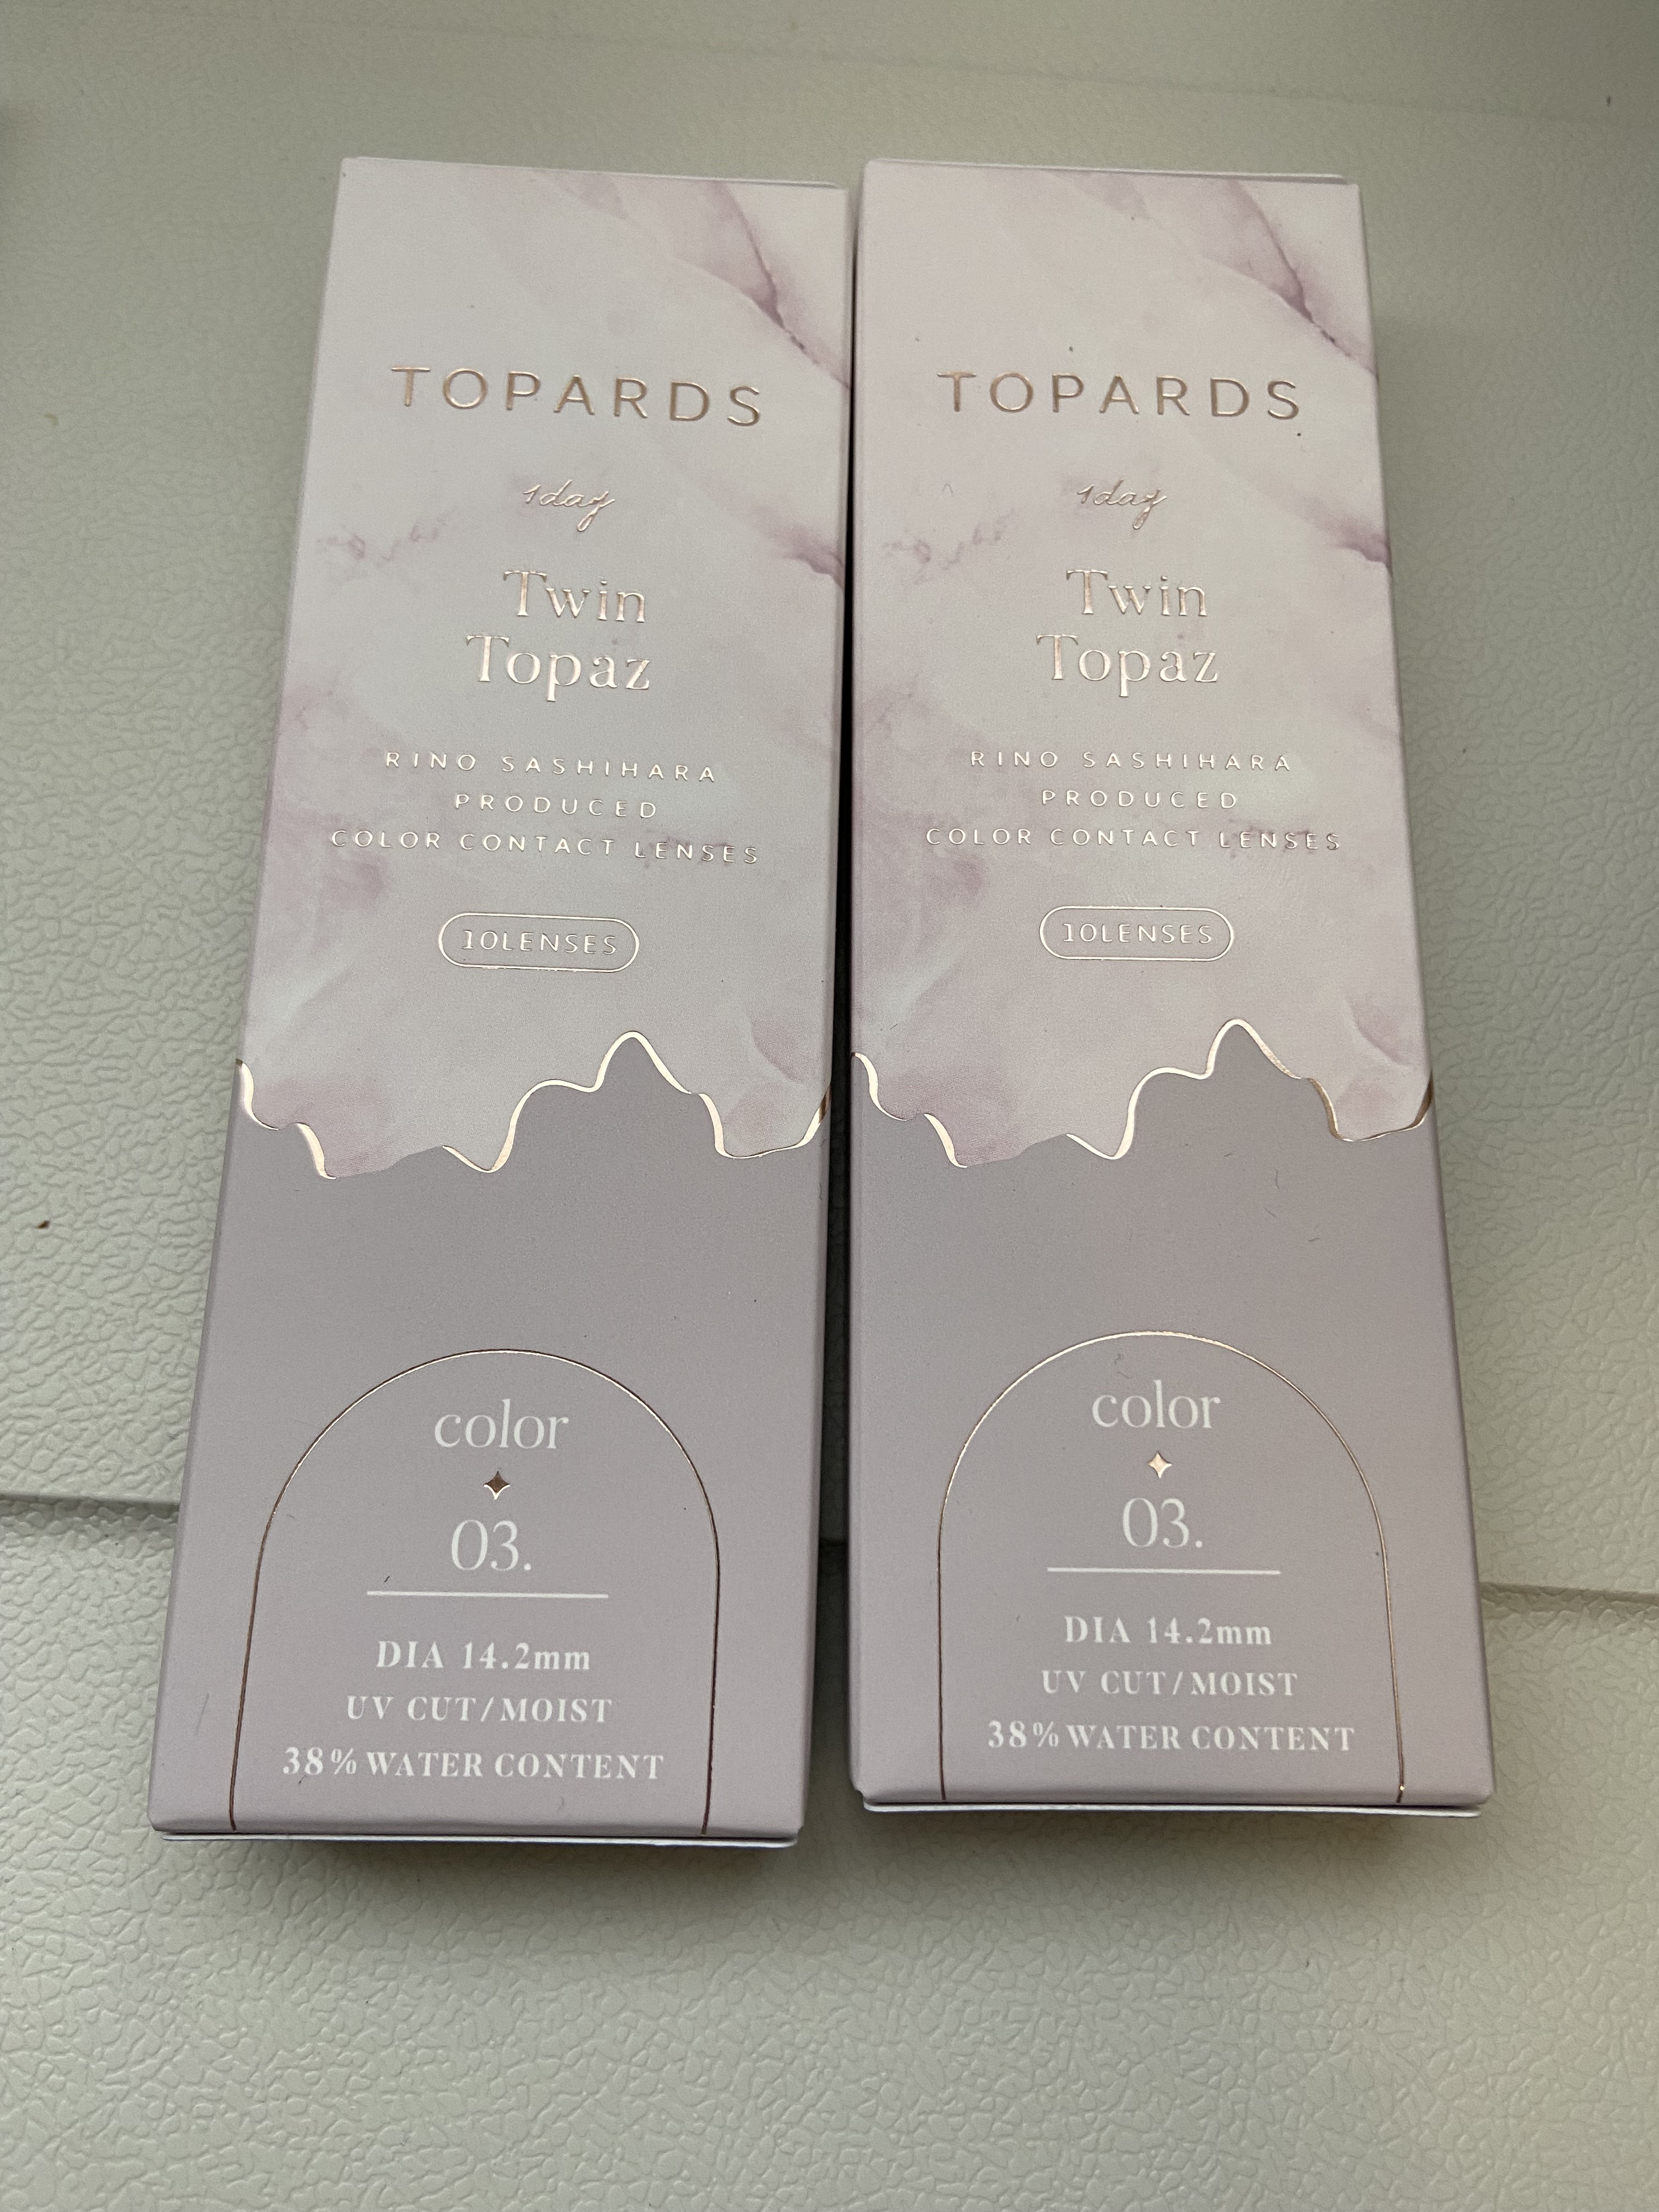 TOPARDS
1day
Twin
Topaz
RINO SASHIHARA
PRODUCED
COLOR CONTACT LENSES
10LENSES
color
03.
DIA 14.2mm
UV CUT/MOIST
38% WATER CONTENT
TOPARDS
1day
Twin
Topaz
RINO SASHIHARA
PRODUCED
COLOR CONTACT LENSES
10LENSES
color
03.
DIA 14.2mm
UV CUT/MOIST
38% WATER CONTENT